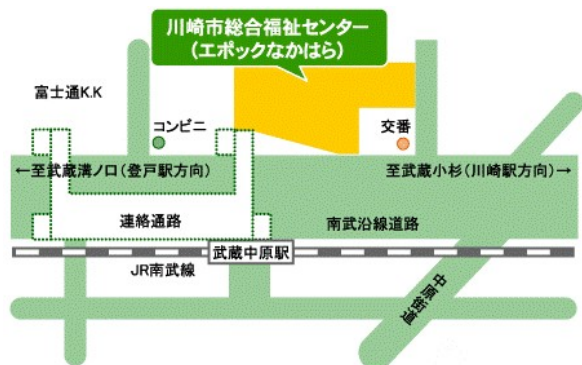 川崎市総合福祉センター
(エポックなかはら)
富士通K.K
コンビニ
交番
←至武蔵溝ノ口(登戸駅方向)
至武蔵小杉(川崎駅方向)→
連絡通路
南武沿線道路
武蔵中原駅
JR南武線
中原街道